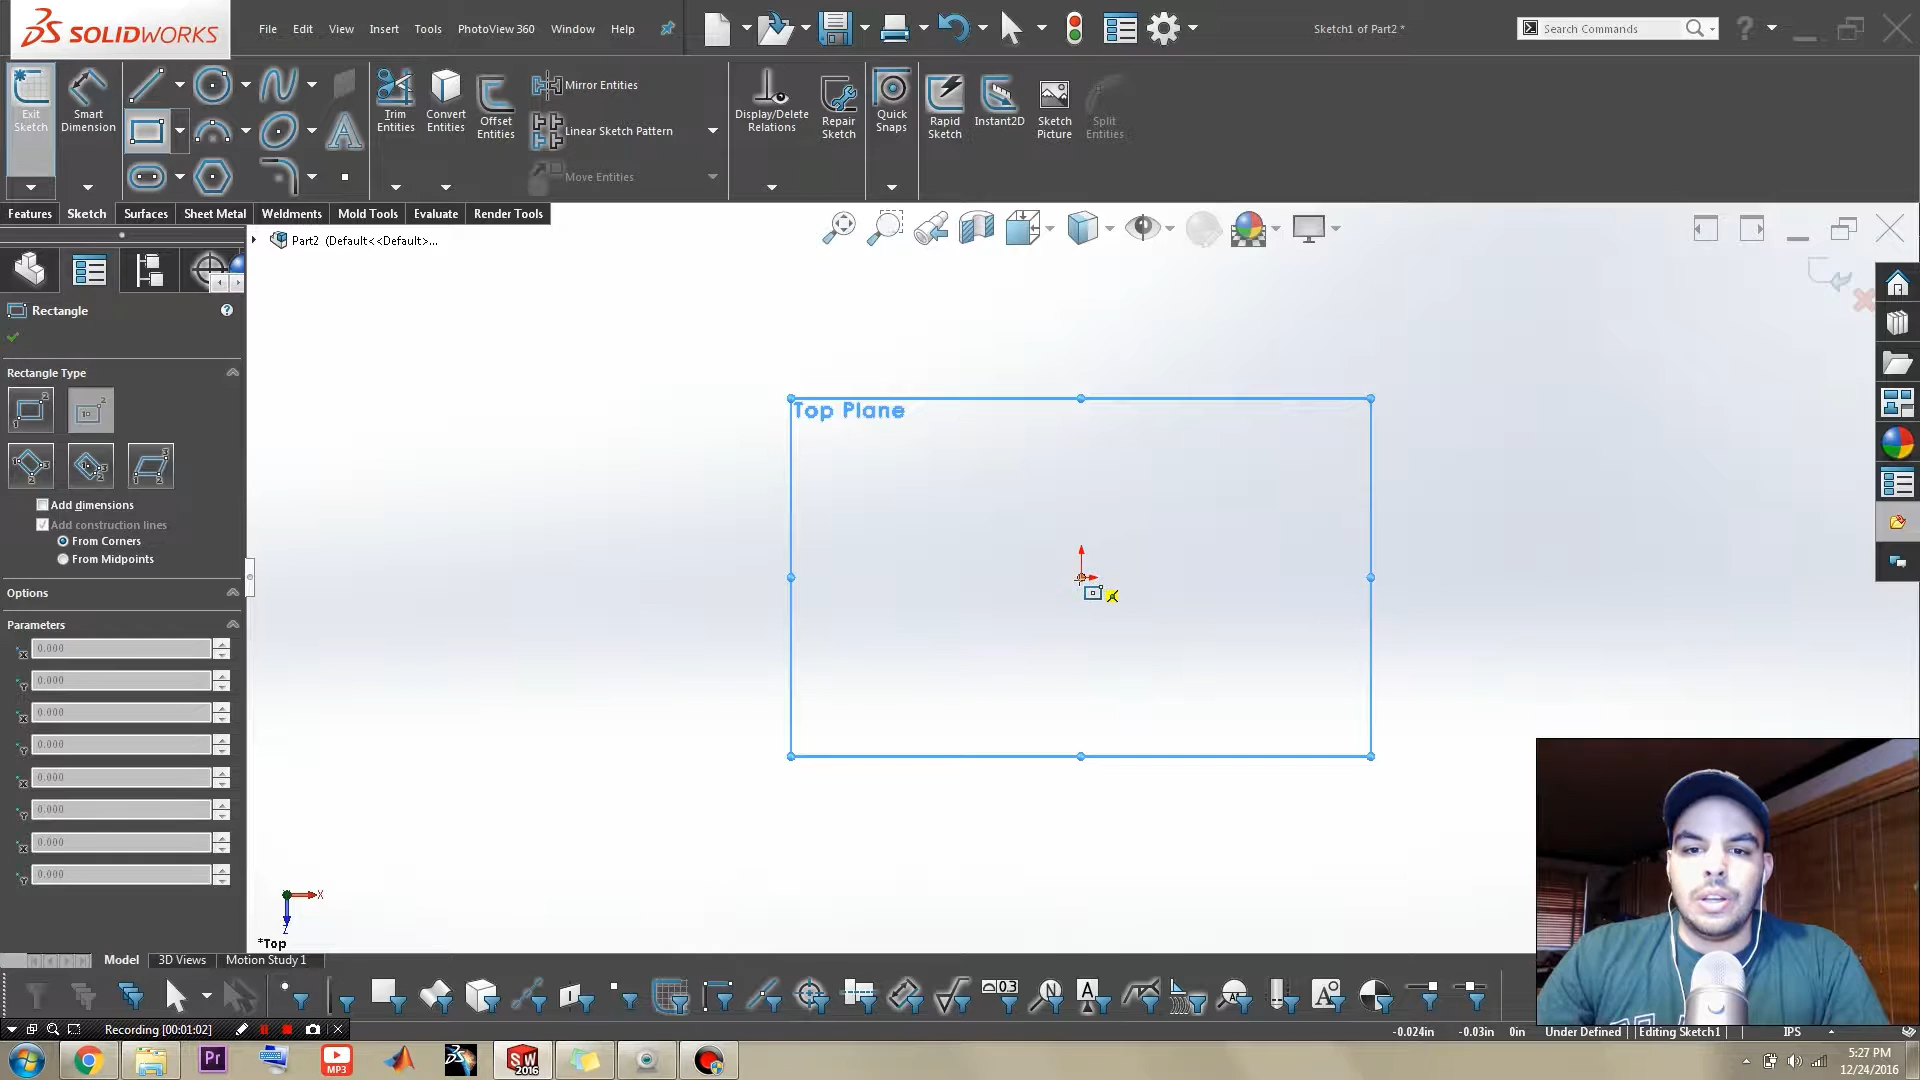 SOLIDWORKS
File Edit View Insert Tools PhotoView 360 Window Help
Sketch1 of Part2 *
Search Commands
Exit Sketch
Smart Dimension
Trim Entities
Convert Entities
Offset Entities
Mirror Entities
Linear Sketch Pattern
Move Entities
Display/Delete Relations
Repair Sketch
Quick Snaps
Rapid Sketch
Instant2D
Sketch Picture
Split Entities
Features Sketch Surfaces Sheet Metal Weldments Mold Tools Evaluate Render Tools
Part2 (Default<<Default>...
Rectangle
Rectangle Type
Add dimensions
Add construction lines
From Corners
From Midpoints
Options
Parameters
0.000
0.000
0.000
0.000
0.000
0.000
0.000
0.000
Top Plane
X
Z
*Top
Model 3D Views Motion Study 1
Recording [00:01:02]
-0.024in -0.03in 0in Under Defined Editing Sketch1 IPS
Pr
MP3
SW 2016
5:27 PM
12/24/2016